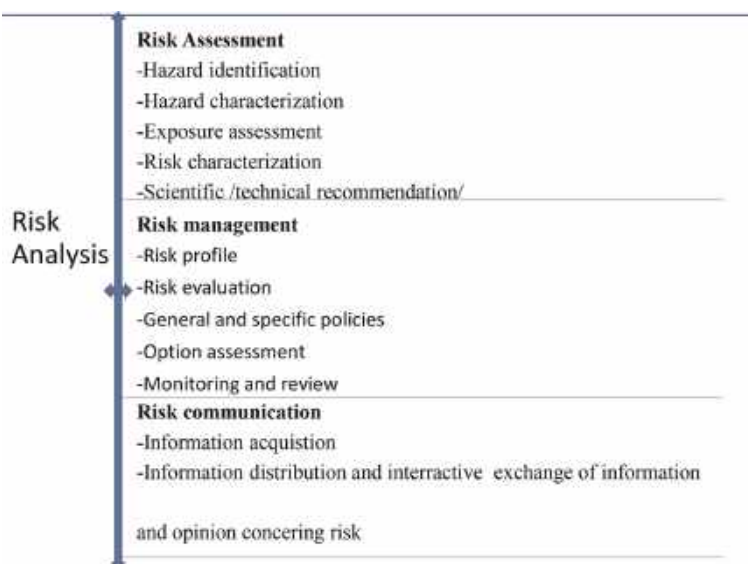 Risk Analysis
Risk Assessment
-Hazard identification
-Hazard characterization
-Exposure assessment
-Risk characterization
-Scientific /technical recommendation/
Risk management
-Risk profile
-Risk evaluation
-General and specific policies
-Option assessment
-Monitoring and review
Risk communication
-Information acquistion
-Information distribution and interractive exchange of information
and opinion concering risk